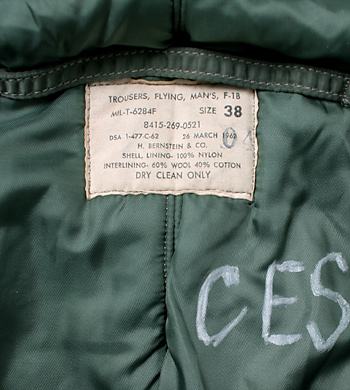 TROUSERS, FLYING, MAN'S, F-1B
MIL-T-6284F SIZE 38
8415-269-0521
DSA 1-477-C-62 26 MARCH 1962
H. BERNSTEIN & CO.
SHELL, LINING- 100% NYLON
INTERLINING- 60% WOOL 40% COTTON
DRY CLEAN ONLY
CES